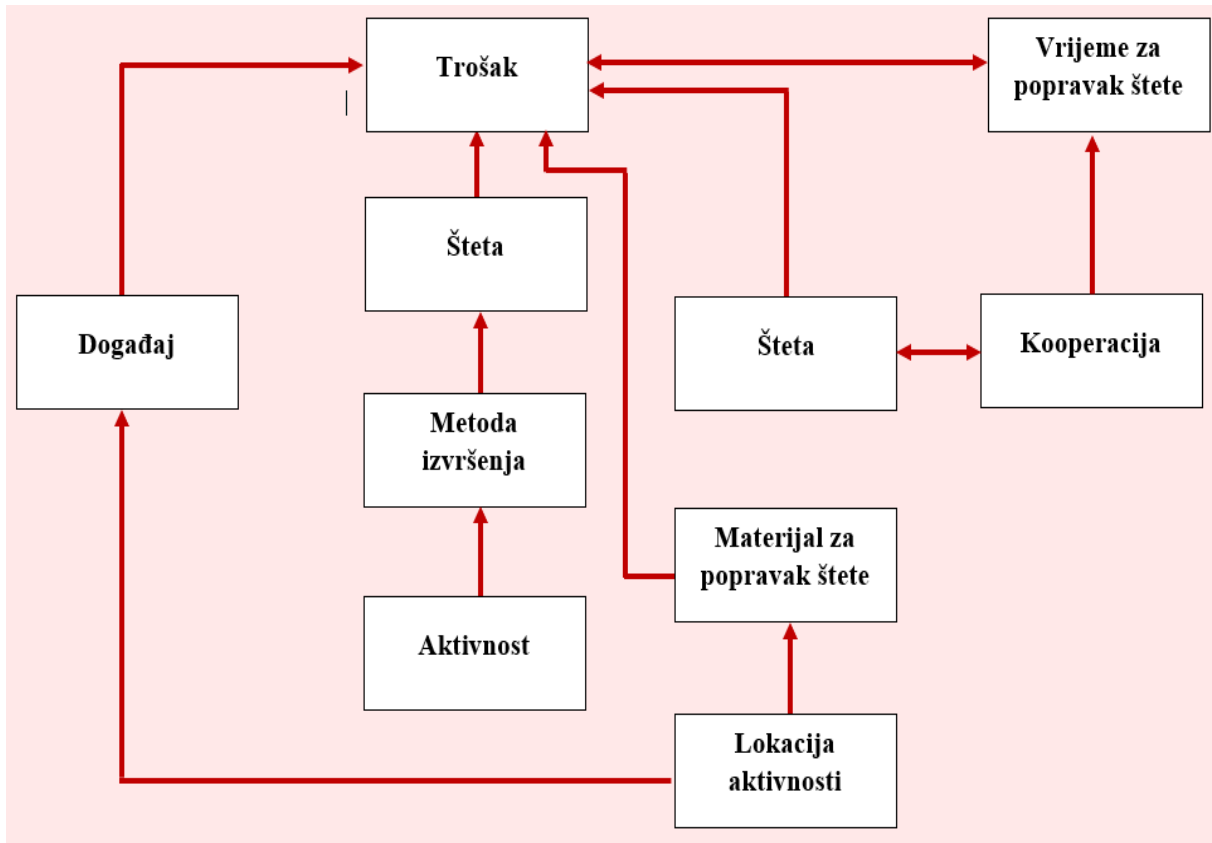 Trošak
Vrijeme za
popravak štete
Šteta
Događaj
Šteta
Kooperacija
Metoda
izvršenja
Materijal za
popravak štete
Aktivnost
Lokacija
aktivnosti